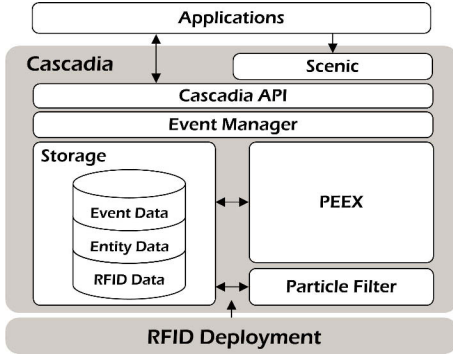 Applications
Cascadia
Scenic
Cascadia API
Event Manager
Storage
Event Data
Entity Data
RFID Data
PEEX
Particle Filter
RFID Deployment